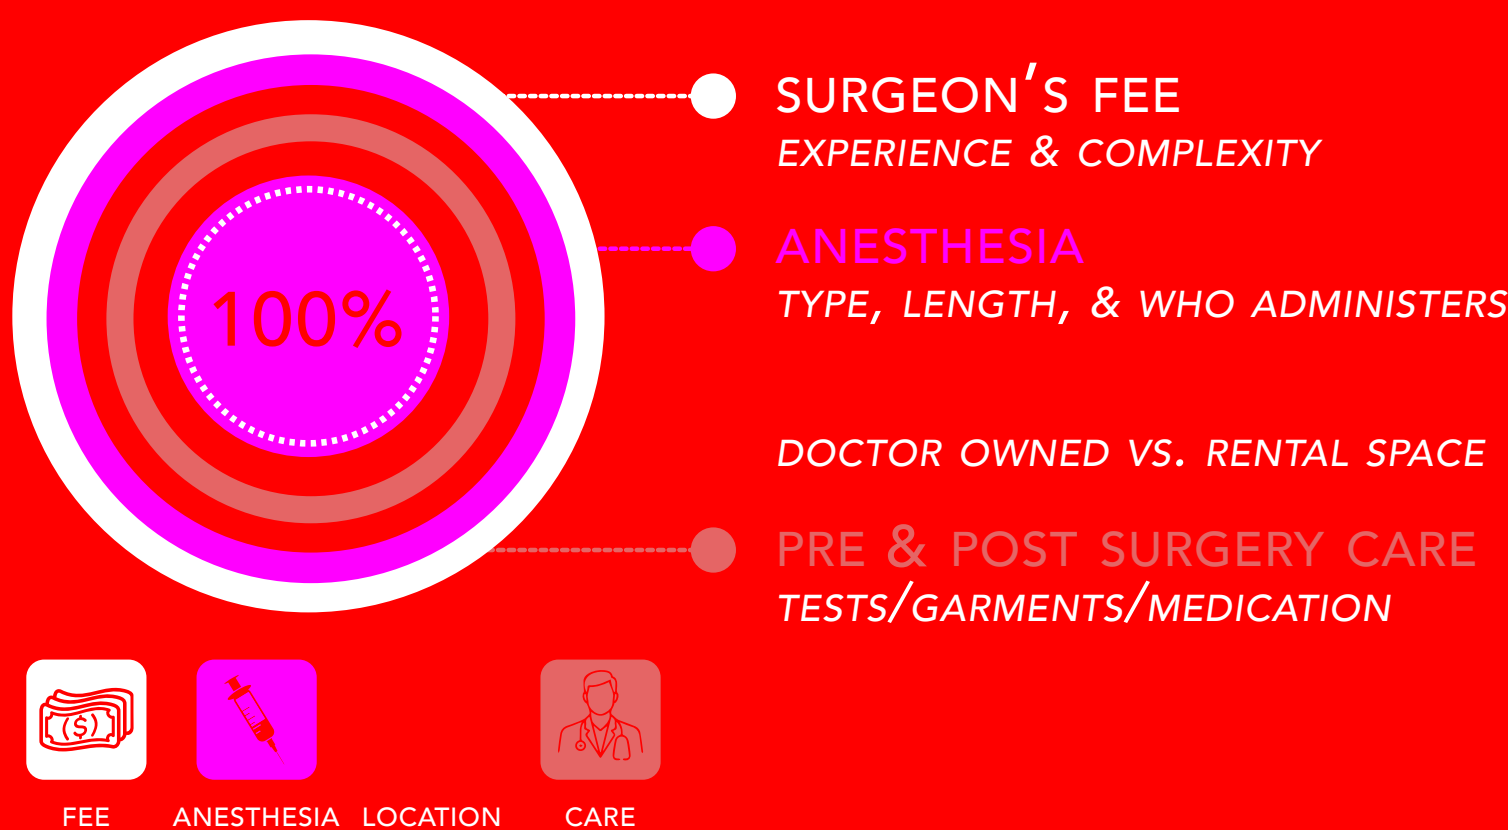 SURGEON'S FEE
EXPERIENCE & COMPLEXITY
ANESTHESIA
TYPE, LENGTH, & WHO ADMINISTERS
DOCTOR OWNED VS. RENTAL SPACE
PRE & POST SURGERY CARE
TESTS/GARMENTS/MEDICATION
100%
($)
FEE ANESTHESIA LOCATION CARE